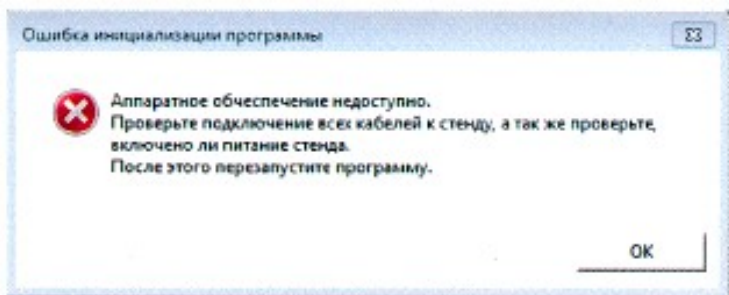 Ошибка инициализации программы
Аппаратное обчеспечение недоступно.
Проверьте подключение всех кабелей к стенду, а так же проверьте,
включено ли питание стенда.
После этого перезапустите программу.
ОК